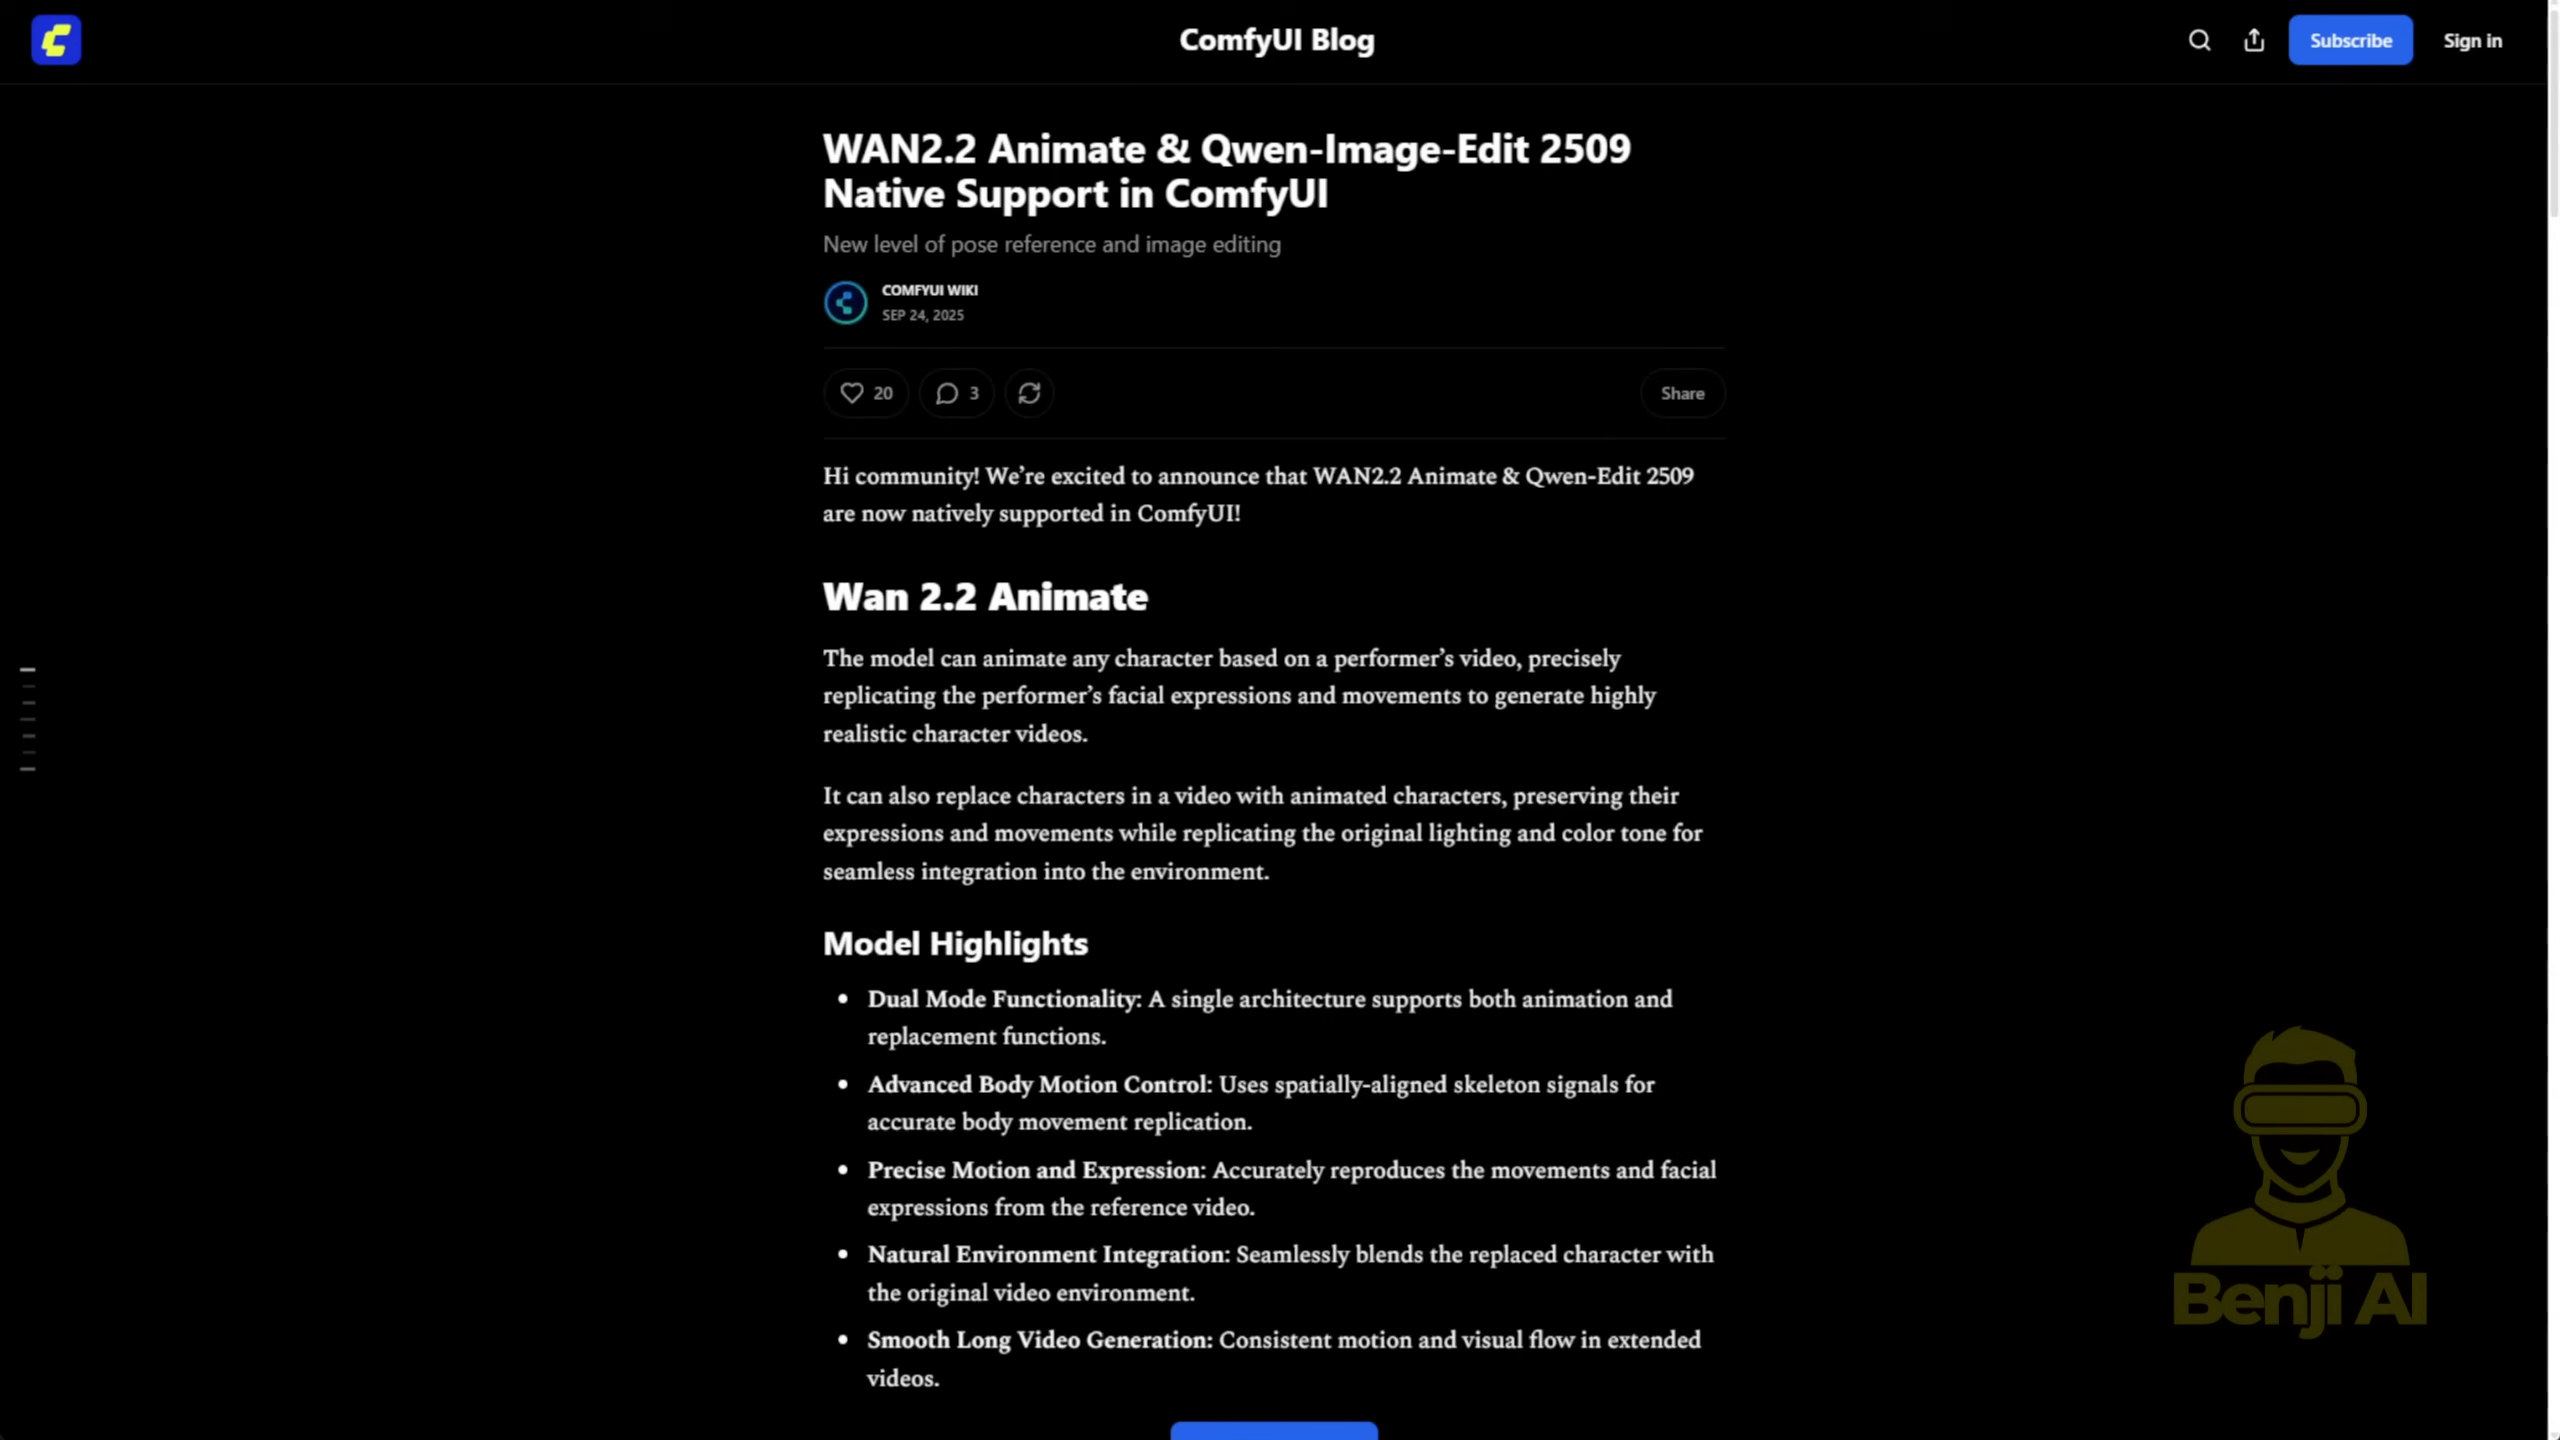 ComfyUI Blog
Subscribe
Sign in
WAN2.2 Animate & Qwen-Image-Edit 2509
Native Support in ComfyUI
New level of pose reference and image editing
COMFYUI WIKI
SEP 24, 2025
20
3
Share
Hi community! We’re excited to announce that WAN2.2 Animate & Qwen-Edit 2509
are now natively supported in ComfyUI!
Wan 2.2 Animate
The model can animate any character based on a performer’s video, precisely
replicating the performer’s facial expressions and movements to generate highly
realistic character videos.
It can also replace characters in a video with animated characters, preserving their
expressions and movements while replicating the original lighting and color tone for
seamless integration into the environment.
Model Highlights
• Dual Mode Functionality: A single architecture supports both animation and
replacement functions.
• Advanced Body Motion Control: Uses spatially-aligned skeleton signals for
accurate body movement replication.
• Precise Motion and Expression: Accurately reproduces the movements and facial
expressions from the reference video.
• Natural Environment Integration: Seamlessly blends the replaced character with
the original video environment.
• Smooth Long Video Generation: Consistent motion and visual flow in extended
videos.
Benji AI